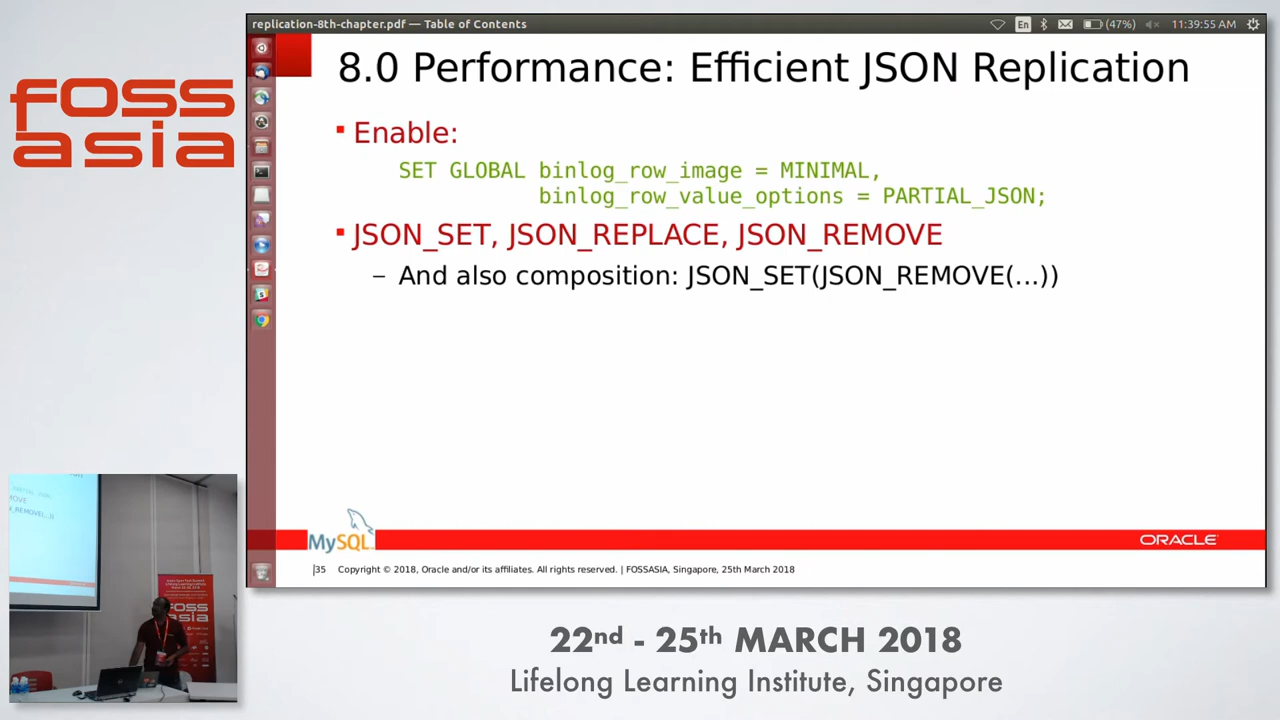 foss
asia
replication-8th-chapter.pdf — Table of Contents
En
(47%)
11:39:55 AM
8.0 Performance: Efficient JSON Replication
Enable:
SET GLOBAL binlog_row_image = MINIMAL,
binlog_row_value_options = PARTIAL_JSON;
JSON_SET, JSON_REPLACE, JSON_REMOVE
– And also composition: JSON_SET(JSON_REMOVE(...))
MySQL
ORACLE
35 Copyright © 2018, Oracle and/or its affiliates. All rights reserved. | FOSSASIA, Singapore, 25th March 2018
FOSS
ASIA
22nd - 25th MARCH 2018
Lifelong Learning Institute, Singapore